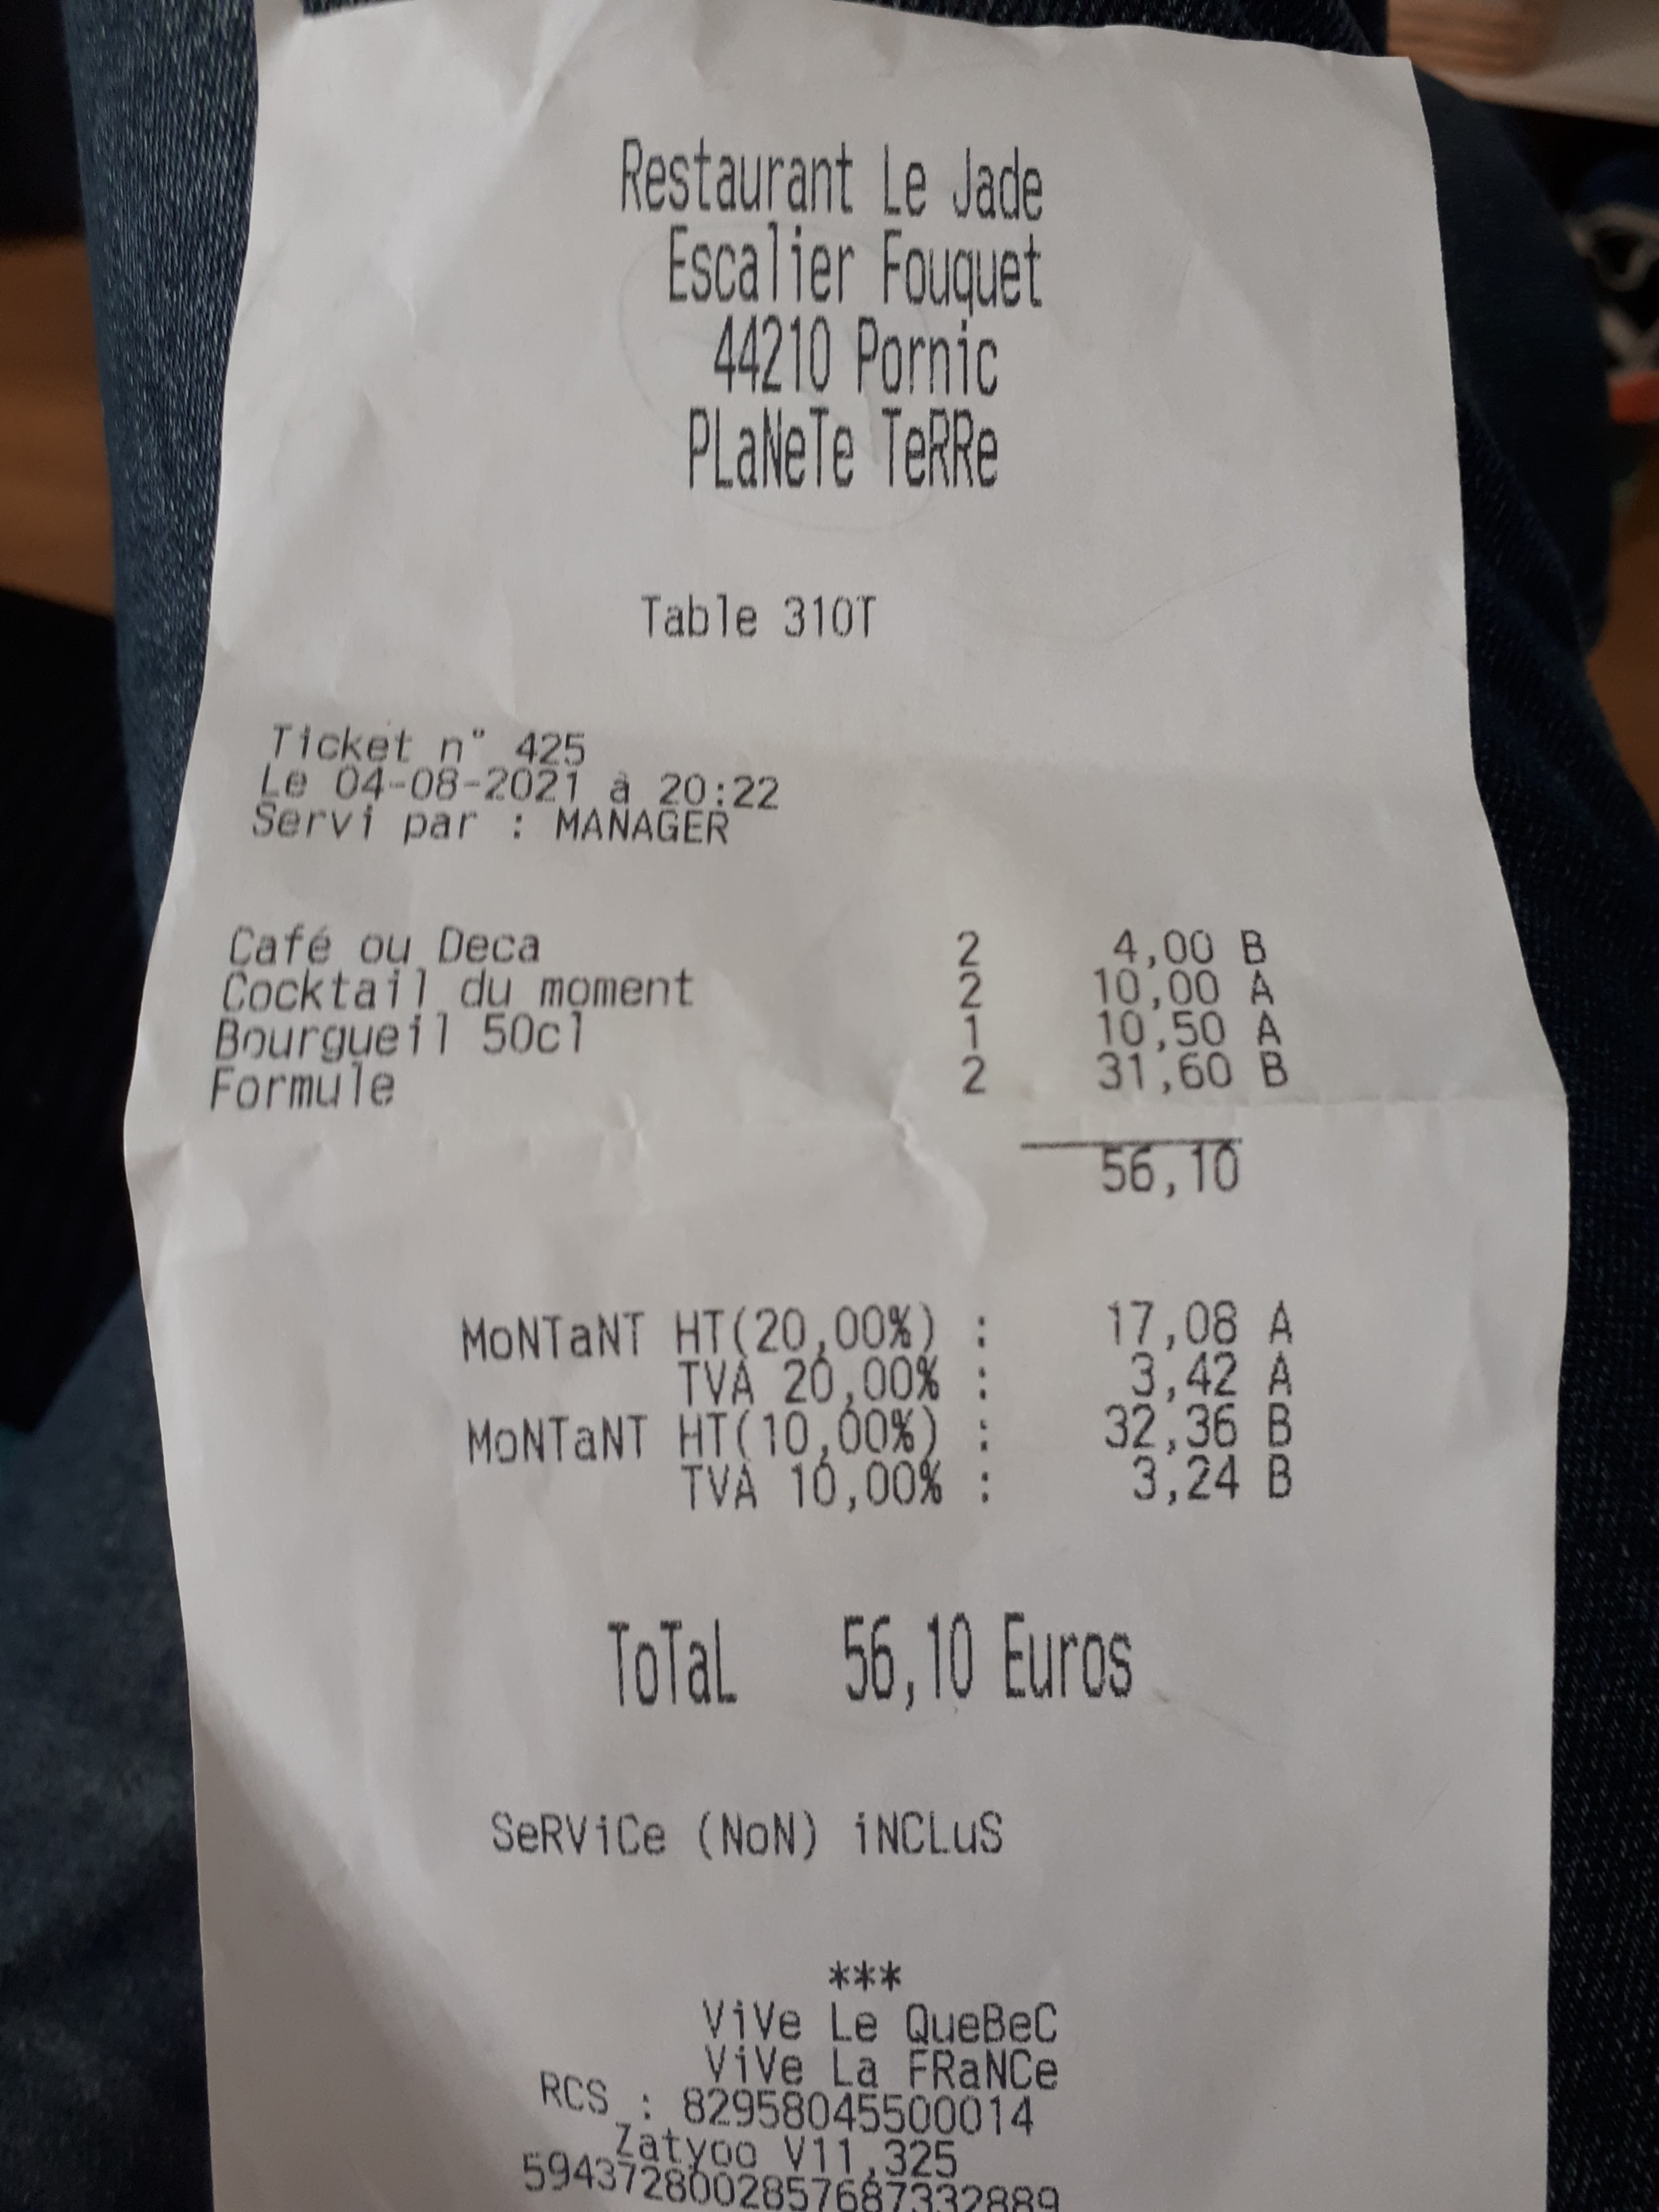 Restaurant Le Jade
Escalier Fouquet
44210 Pornic
PLaNeTe TeRRe
Table 310T
Ticket n° 425
Le 04-08-2021 à 20:22
Servi par : MANAGER
Café ou Deca 2 4,00 B
Cocktail du moment 2 10,00 A
Bourgueil 50cl 1 10,50 A
Formule 2 31,60 B
56,10
MoNTaNT HT(20,00%) : 17,08 A
TVA 20,00% : 3,42 A
MoNTaNT HT(10,00%) : 32,36 B
TVA 10,00% : 3,24 B
ToTaL 56,10 Euros
SeRViCe (NoN) iNCLuS
***
ViVe Le QueBeC
ViVe La FRaNCe
RCS : 82958045500014
Zatyoo V11,325
5943728002857687332889